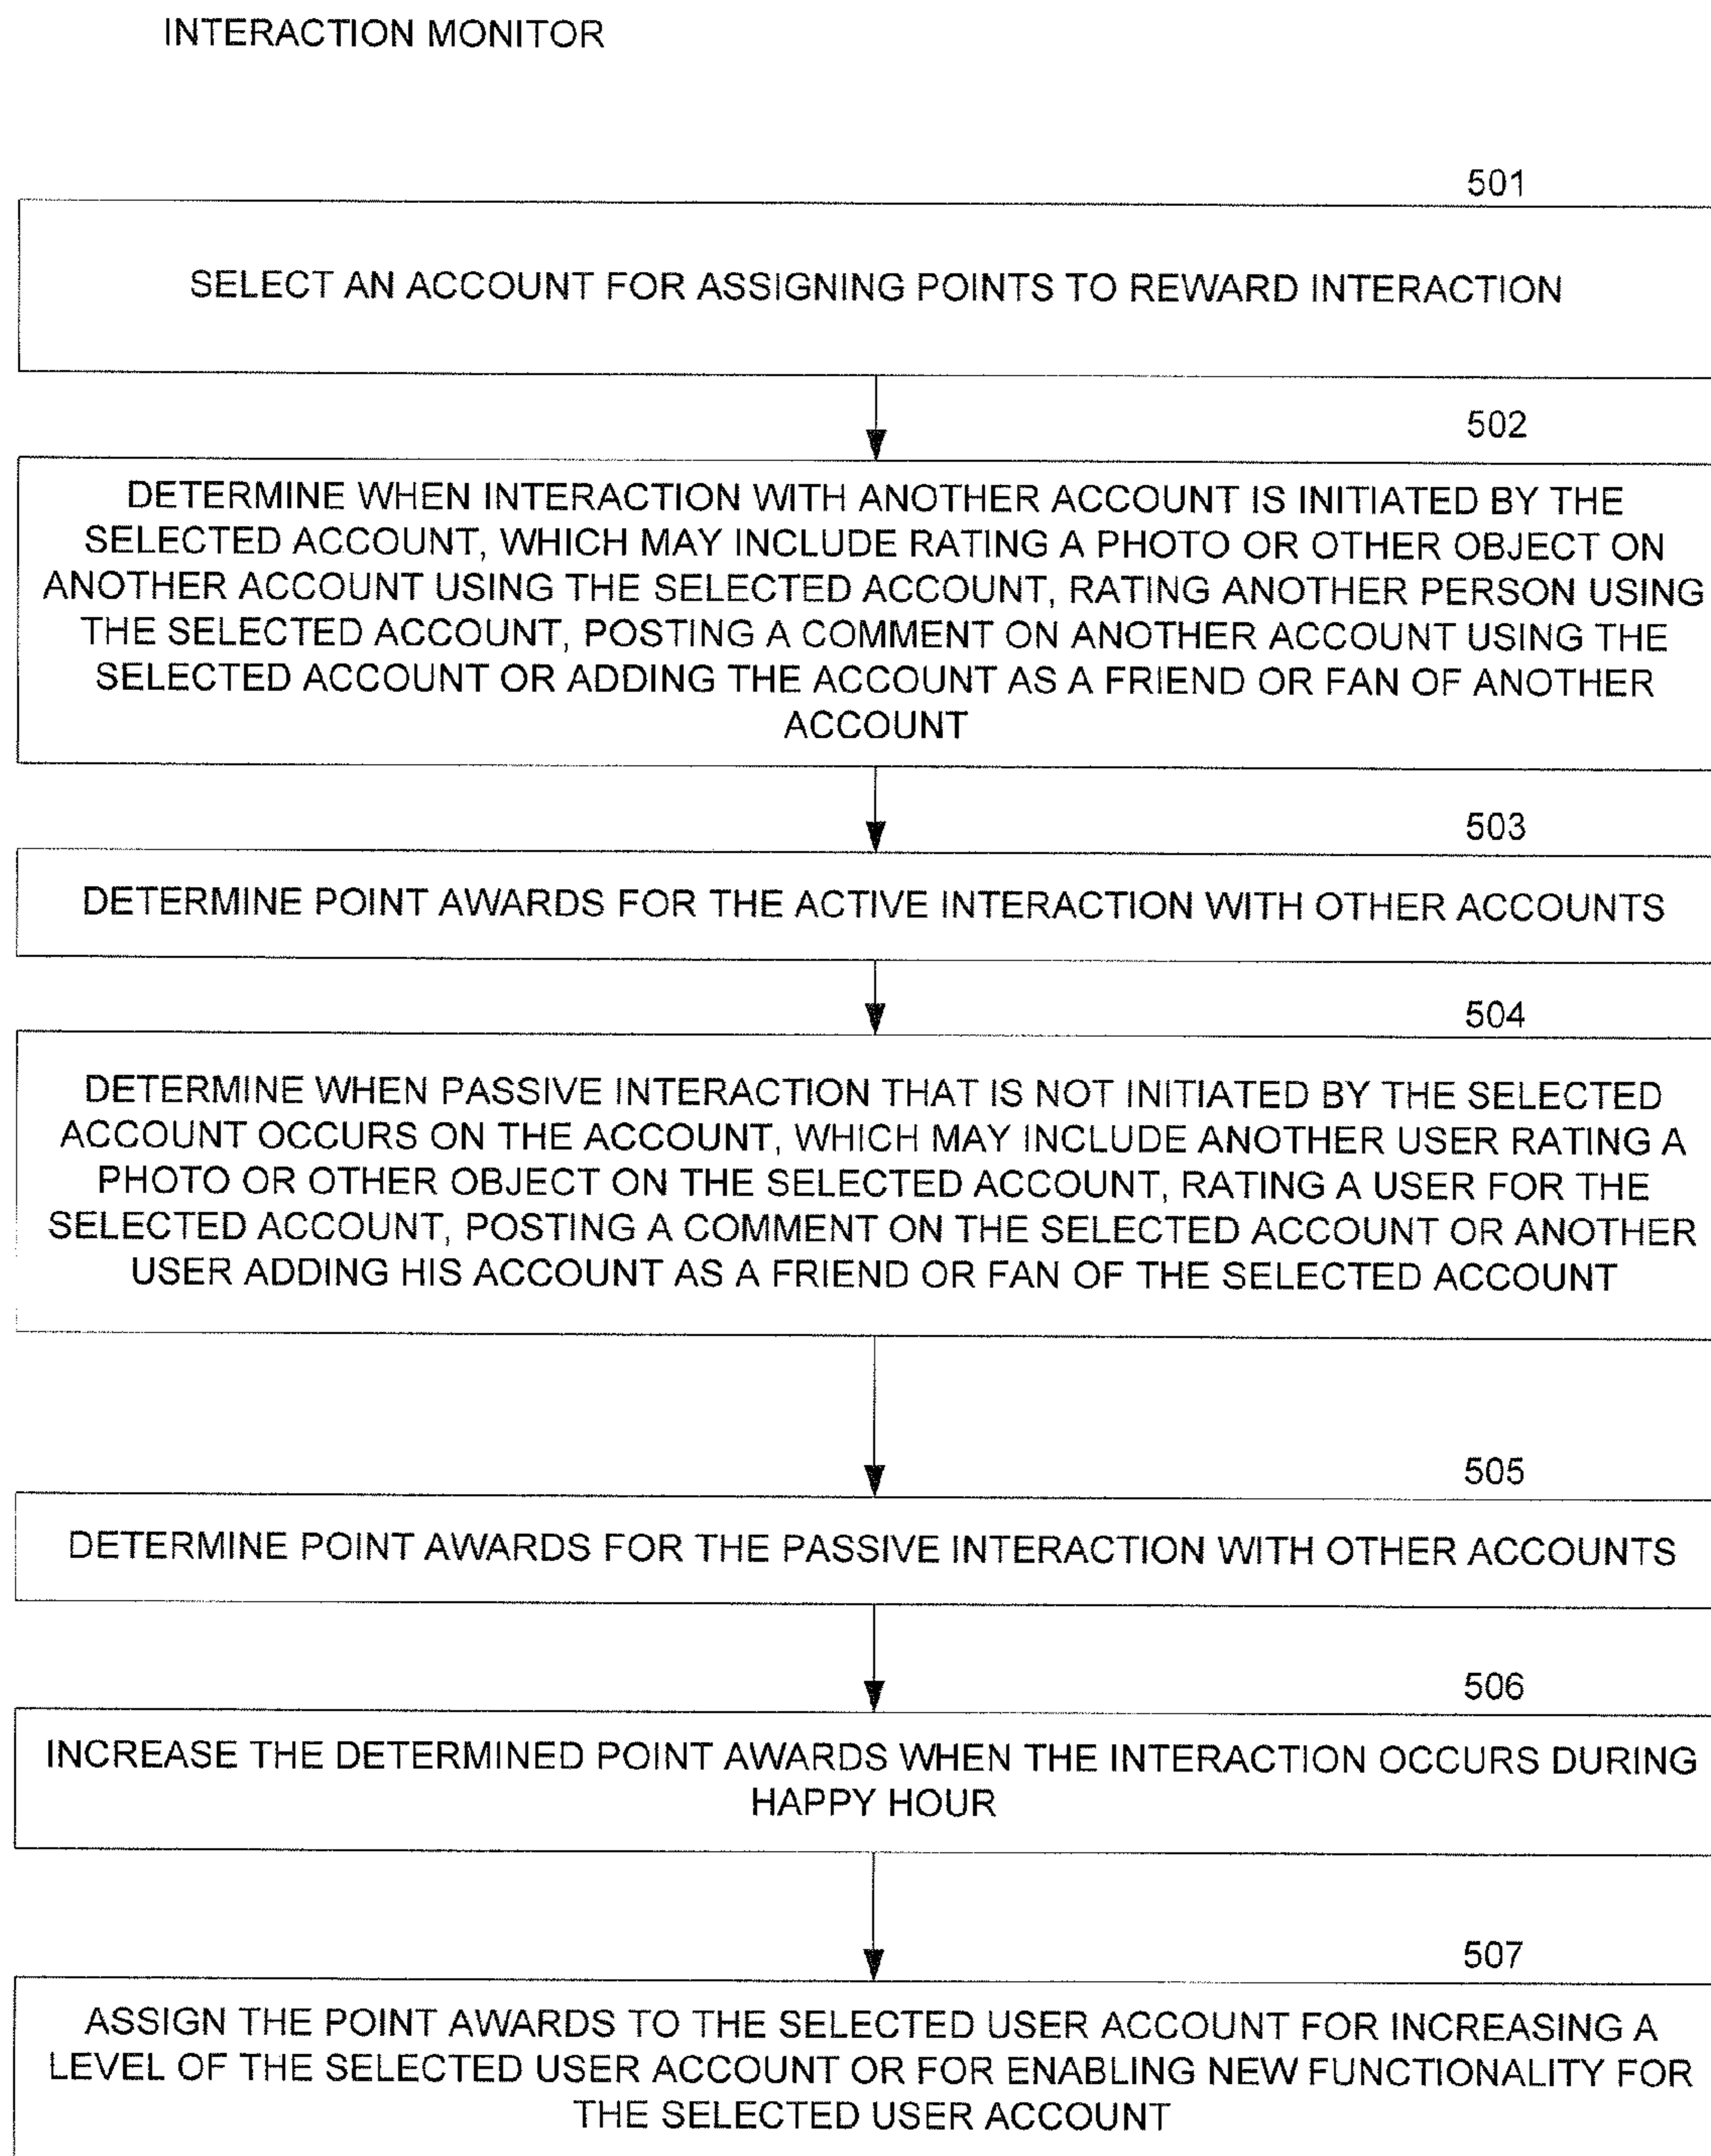 INTERACTION MONITOR
501
SELECT AN ACCOUNT FOR ASSIGNING POINTS TO REWARD INTERACTION
502
DETERMINE WHEN INTERACTION WITH ANOTHER ACCOUNT IS INITIATED BY THE
SELECTED ACCOUNT, WHICH MAY INCLUDE RATING A PHOTO OR OTHER OBJECT ON
ANOTHER ACCOUNT USING THE SELECTED ACCOUNT, RATING ANOTHER PERSON USING
THE SELECTED ACCOUNT, POSTING A COMMENT ON ANOTHER ACCOUNT USING THE
SELECTED ACCOUNT OR ADDING THE ACCOUNT AS A FRIEND OR FAN OF ANOTHER
ACCOUNT
503
DETERMINE POINT AWARDS FOR THE ACTIVE INTERACTION WITH OTHER ACCOUNTS
504
DETERMINE WHEN PASSIVE INTERACTION THAT IS NOT INITIATED BY THE SELECTED
ACCOUNT OCCURS ON THE ACCOUNT, WHICH MAY INCLUDE ANOTHER USER RATING A
PHOTO OR OTHER OBJECT ON THE SELECTED ACCOUNT, RATING A USER FOR THE
SELECTED ACCOUNT, POSTING A COMMENT ON THE SELECTED ACCOUNT OR ANOTHER
USER ADDING HIS ACCOUNT AS A FRIEND OR FAN OF THE SELECTED ACCOUNT
505
DETERMINE POINT AWARDS FOR THE PASSIVE INTERACTION WITH OTHER ACCOUNTS
506
INCREASE THE DETERMINED POINT AWARDS WHEN THE INTERACTION OCCURS DURING
HAPPY HOUR
507
ASSIGN THE POINT AWARDS TO THE SELECTED USER ACCOUNT FOR INCREASING A
LEVEL OF THE SELECTED USER ACCOUNT OR FOR ENABLING NEW FUNCTIONALITY FOR
THE SELECTED USER ACCOUNT